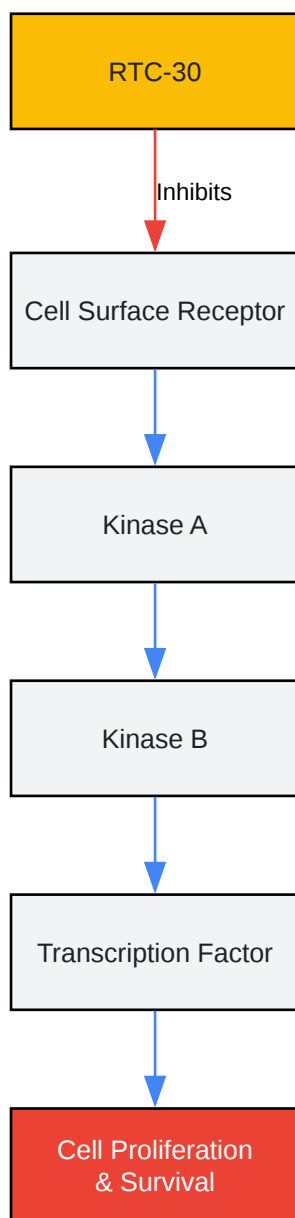 RTC-30
Inhibits
Cell Surface Receptor
Kinase A
Kinase B
Transcription Factor
Cell Proliferation
& Survival